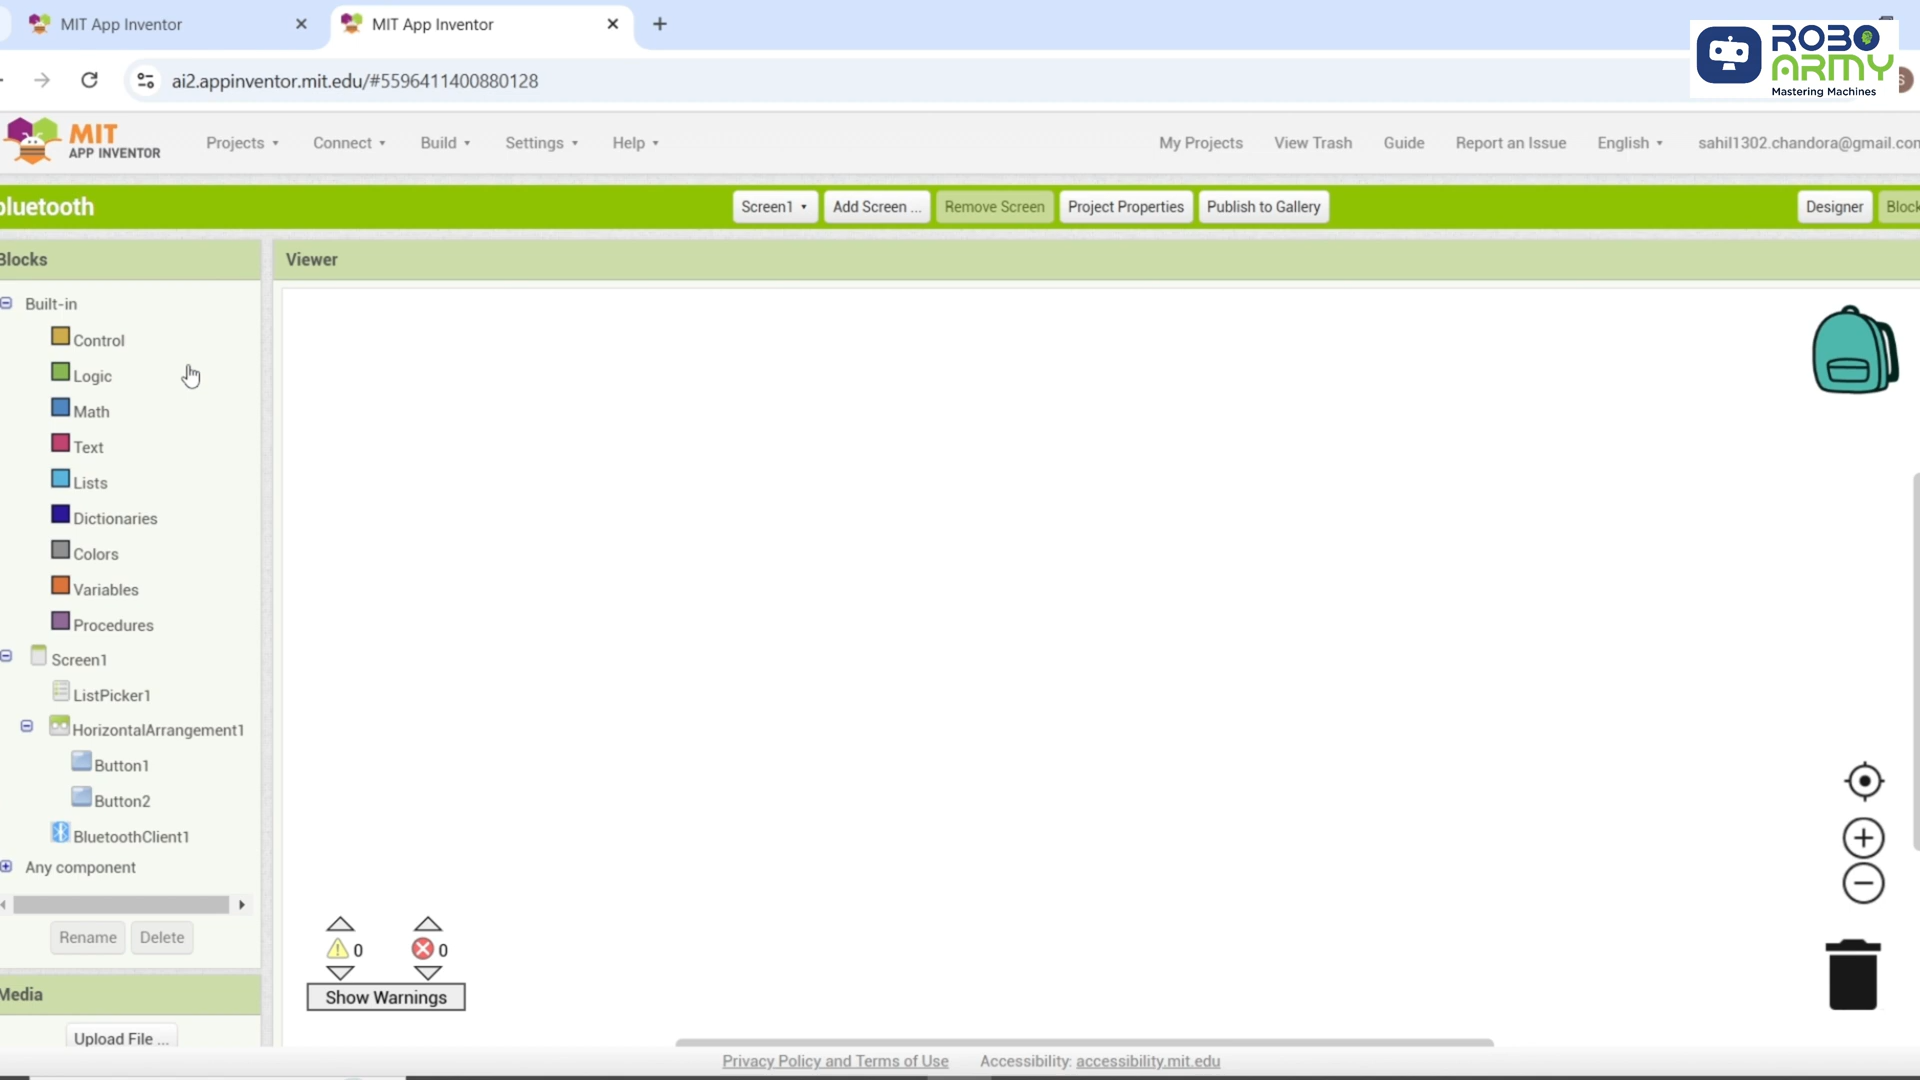 MIT App Inventor
MIT App Inventor
ROBO
ARMY
Mastering Machines
ai2.appinventor.mit.edu/#5596411400880128
MIT
APP INVENTOR
Projects
Connect
Build
Settings
Help
My Projects
View Trash
Guide
Report an Issue
English
sahil1302.chandora@gmail.con
bluetooth
Screen1
Add Screen ...
Remove Screen
Project Properties
Publish to Gallery
Designer
Block
Blocks
Viewer
Built-in
Control
Logic
Math
Text
Lists
Dictionaries
Colors
Variables
Procedures
Screen1
ListPicker1
HorizontalArrangement1
Button1
Button2
BluetoothClient1
Any component
Rename
Delete
0
0
Show Warnings
Media
Upload File ...
Privacy Policy and Terms of Use
Accessibility: accessibility.mit.edu